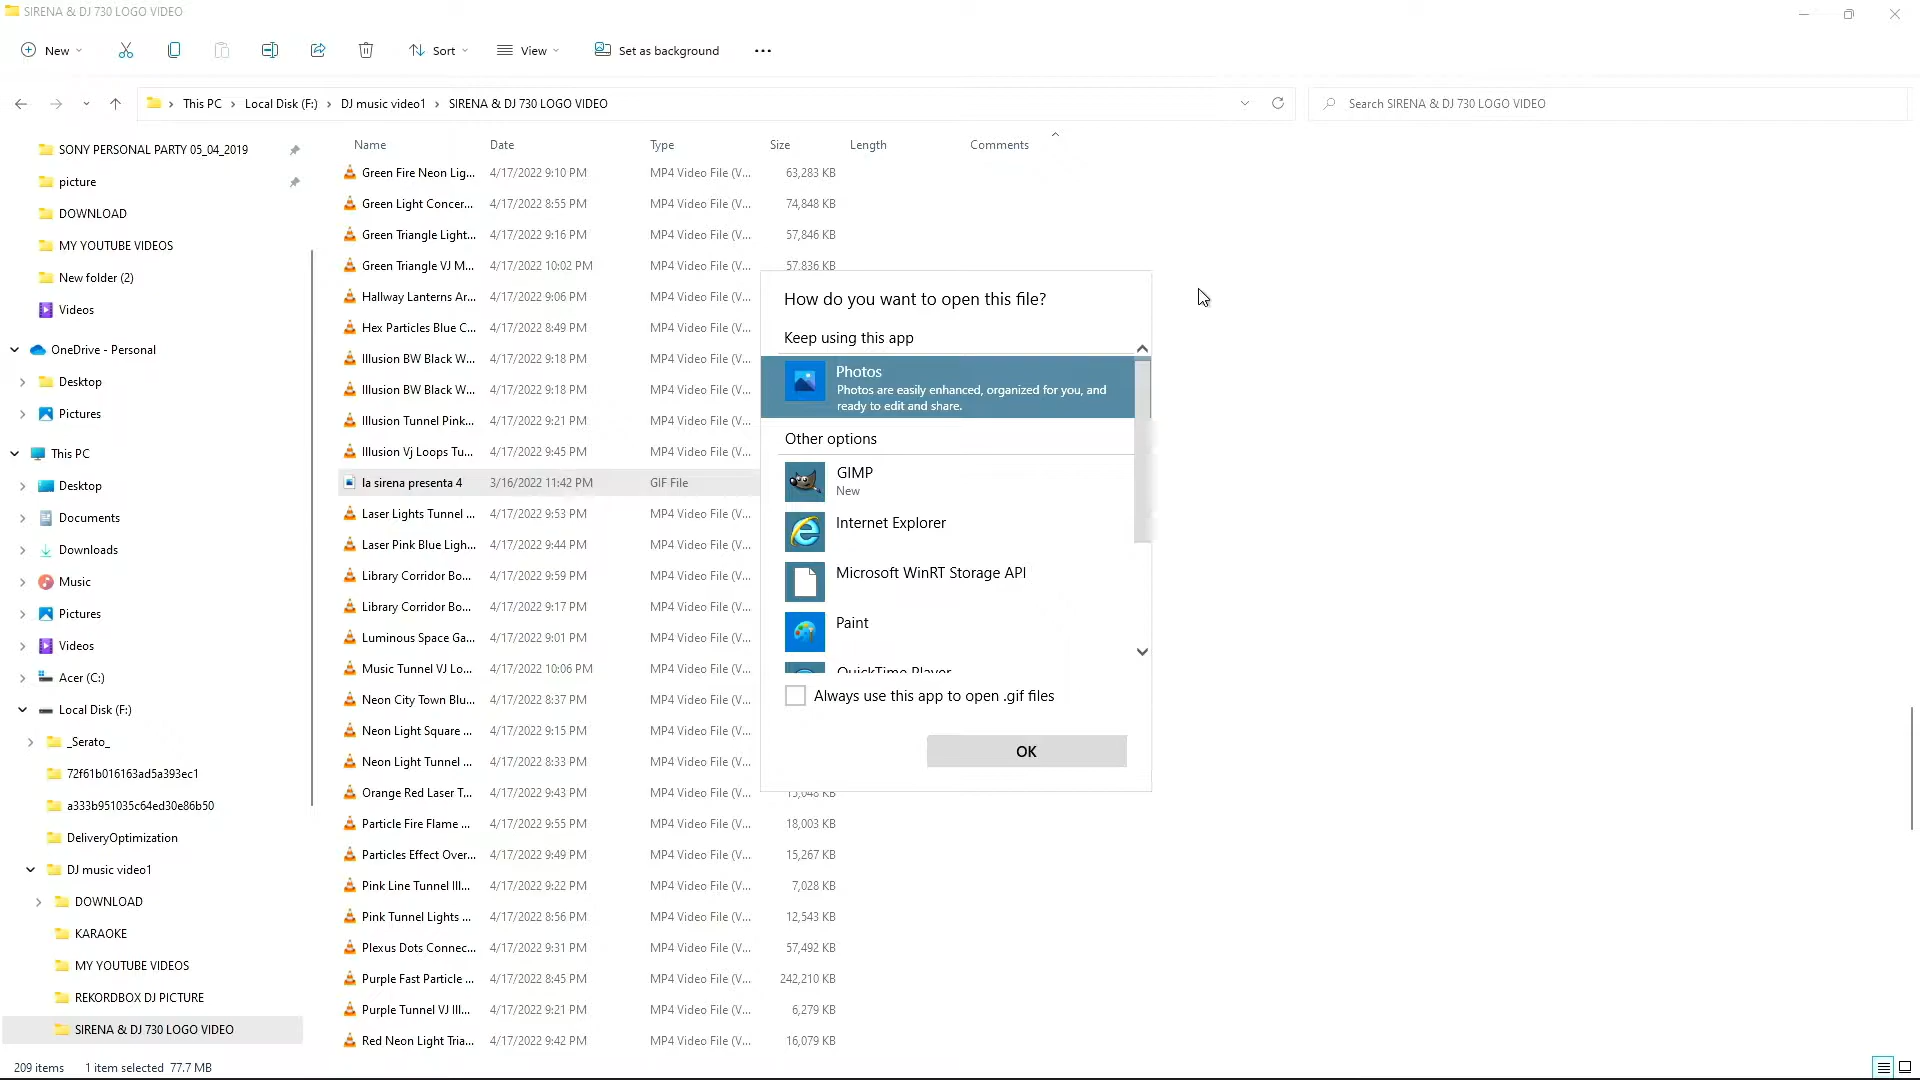 SIRENA & DJ 730 LOGO VIDEO
New
Sort
View
Set as background
This PC
Local Disk (F:)
DJ music video1
SIRENA & DJ 730 LOGO VIDEO
Search SIRENA & DJ 730 LOGO VIDEO
SONY PERSONAL PARTY 05_04_2019
picture
DOWNLOAD
MY YOUTUBE VIDEOS
New folder (2)
Videos
OneDrive - Personal
Desktop
Pictures
This PC
Desktop
Documents
Downloads
Music
Pictures
Videos
Acer (C:)
Local Disk (F:)
_Serato_
72f61b016163ad5a393ec1
a333b951035c64ed30e86b50
DeliveryOptimization
DJ music video1
DOWNLOAD
KARAOKE
MY YOUTUBE VIDEOS
REKORDBOX DJ PICTURE
SIRENA & DJ 730 LOGO VIDEO
Name Date Type Size Length Comments
Green Fire Neon Lig... 4/17/2022 9:10 PM MP4 Video File (V... 63,283 KB
Green Light Concer... 4/17/2022 8:55 PM MP4 Video File (V... 74,848 KB
Green Triangle Light... 4/17/2022 9:16 PM MP4 Video File (V... 57,846 KB
Green Triangle VJ M... 4/17/2022 10:02 PM MP4 Video File (V... 57,836 KB
Hallway Lanterns Ar... 4/17/2022 9:06 PM MP4 Video File (V...
Hex Particles Blue C... 4/17/2022 8:49 PM MP4 Video File (V...
Illusion BW Black W... 4/17/2022 9:18 PM MP4 Video File (V...
Illusion BW Black W... 4/17/2022 9:18 PM MP4 Video File (V...
Illusion Tunnel Pink... 4/17/2022 9:21 PM MP4 Video File (V...
Illusion Vj Loops Tu... 4/17/2022 9:45 PM MP4 Video File (V...
la sirena presenta 4 3/16/2022 11:42 PM GIF File
Laser Lights Tunnel ... 4/17/2022 9:53 PM MP4 Video File (V...
Laser Pink Blue Ligh... 4/17/2022 9:44 PM MP4 Video File (V...
Library Corridor Bo... 4/17/2022 9:59 PM MP4 Video File (V...
Library Corridor Bo... 4/17/2022 9:17 PM MP4 Video File (V...
Luminous Space Ga... 4/17/2022 9:01 PM MP4 Video File (V...
Music Tunnel VJ Lo... 4/17/2022 10:06 PM MP4 Video File (V...
Neon City Town Blu... 4/17/2022 8:37 PM MP4 Video File (V...
Neon Light Square ... 4/17/2022 9:15 PM MP4 Video File (V...
Neon Light Tunnel ... 4/17/2022 8:33 PM MP4 Video File (V...
Orange Red Laser T... 4/17/2022 9:43 PM MP4 Video File (V... 15,048 KB
Particle Fire Flame ... 4/17/2022 9:55 PM MP4 Video File (V... 18,003 KB
Particles Effect Over... 4/17/2022 9:49 PM MP4 Video File (V... 15,267 KB
Pink Line Tunnel Ill... 4/17/2022 9:22 PM MP4 Video File (V... 7,028 KB
Pink Tunnel Lights ... 4/17/2022 8:56 PM MP4 Video File (V... 12,543 KB
Plexus Dots Connec... 4/17/2022 9:31 PM MP4 Video File (V... 57,492 KB
Purple Fast Particle ... 4/17/2022 8:45 PM MP4 Video File (V... 242,210 KB
Purple Tunnel VJ Ill... 4/17/2022 9:21 PM MP4 Video File (V... 6,279 KB
Red Neon Light Tria... 4/17/2022 9:42 PM MP4 Video File (V... 16,079 KB
How do you want to open this file?
Keep using this app
Photos
Photos are easily enhanced, organized for you, and
ready to edit and share.
Other options
GIMP
New
Internet Explorer
Microsoft WinRT Storage API
Paint
QuickTime Player
Always use this app to open .gif files
OK
209 items 1 item selected 77.7 MB